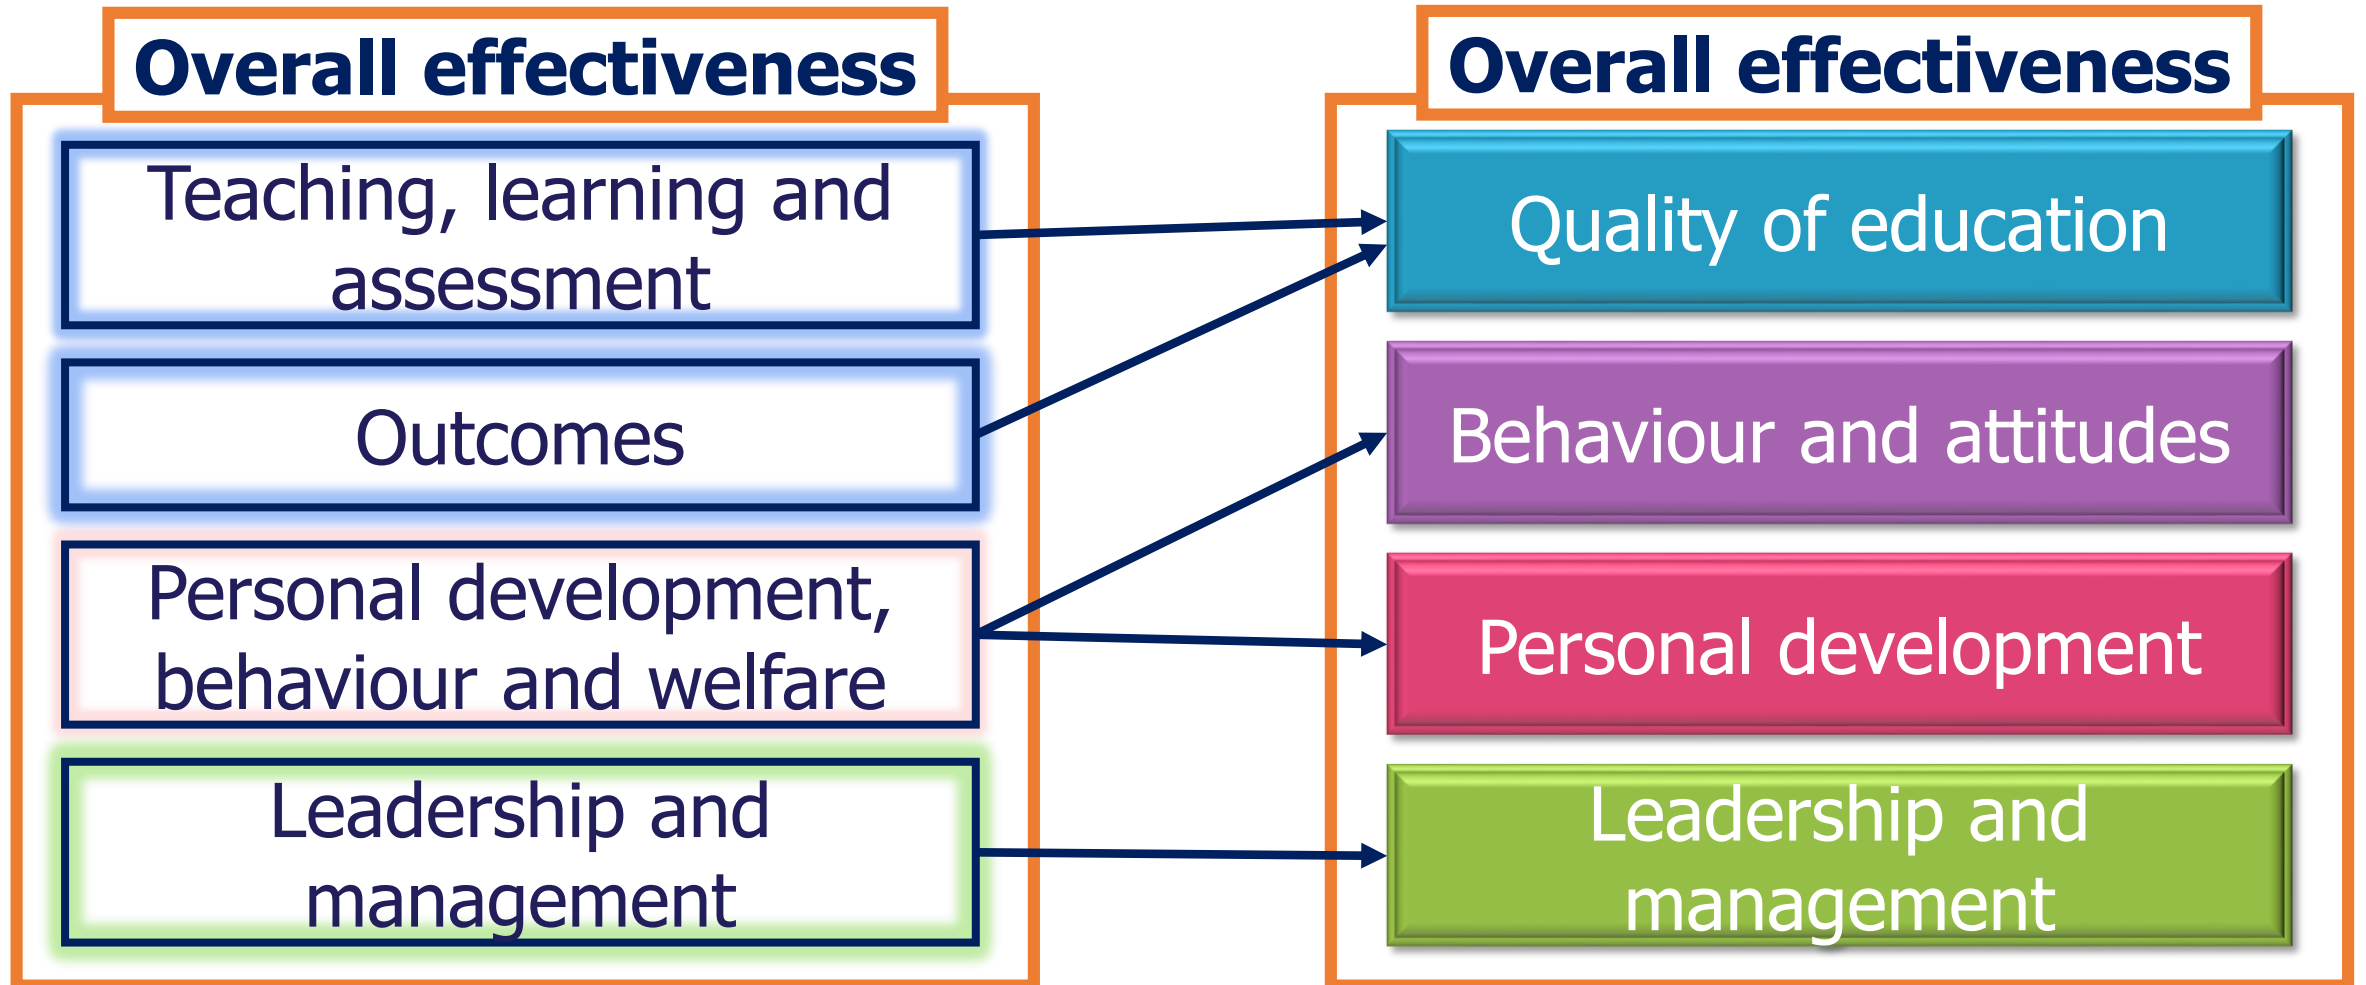 Overall effectiveness
Teaching, learning and
assessment
Outcomes
Personal development,
behaviour and welfare
Leadership and
management
Overall effectiveness
Quality of education
Behaviour and attitudes
Personal development
Leadership and
management